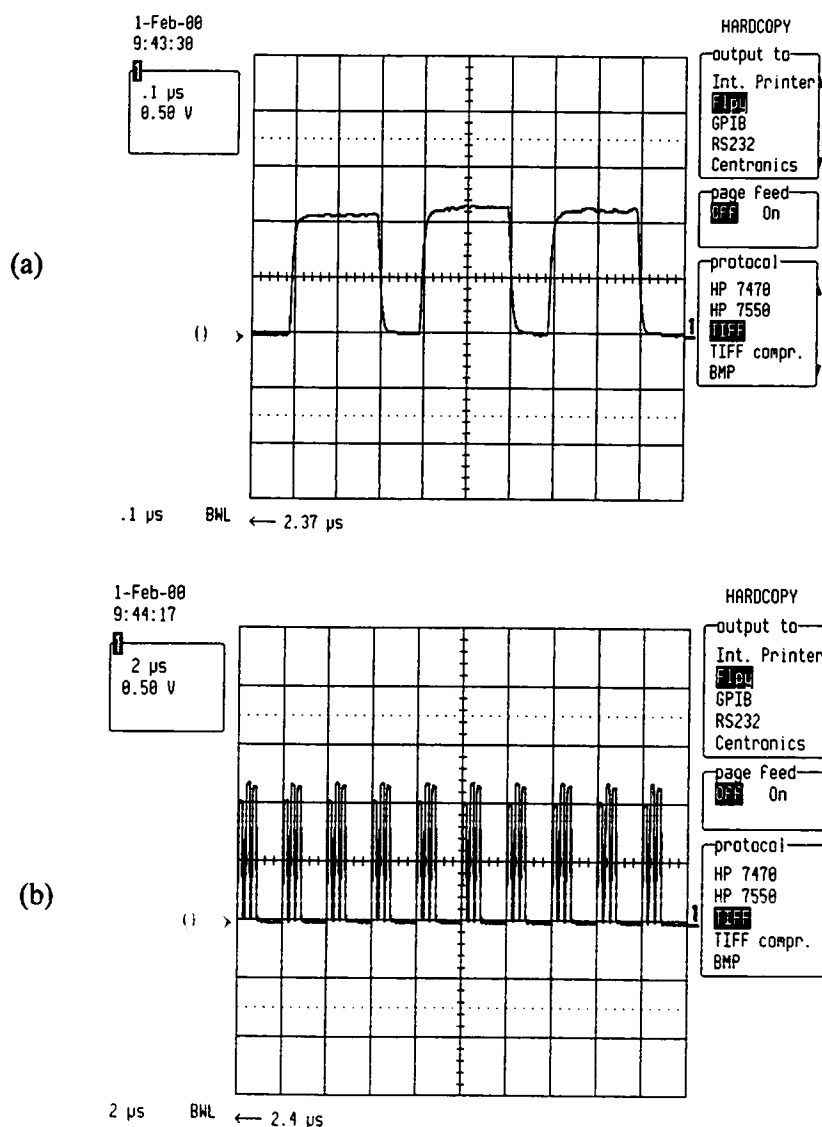 1-Feb-00
9:43:30
HARDCOPY
1
.1 µs
0.50 V
output to
Int. Printer
Flpy
GPIB
RS232
Centronics
page feed
OFF On
protocol
HP 7470
HP 7550
TIFF
TIFF compr.
BMP
(a)
1
.1 µs BWL ← 2.37 µs
1-Feb-00
9:44:17
HARDCOPY
1
2 µs
0.50 V
output to
Int. Printer
Flpy
GPIB
RS232
Centronics
page feed
OFF On
protocol
HP 7470
HP 7550
TIFF
TIFF compr.
BMP
(b)
1
2 µs BWL ← 2.4 µs